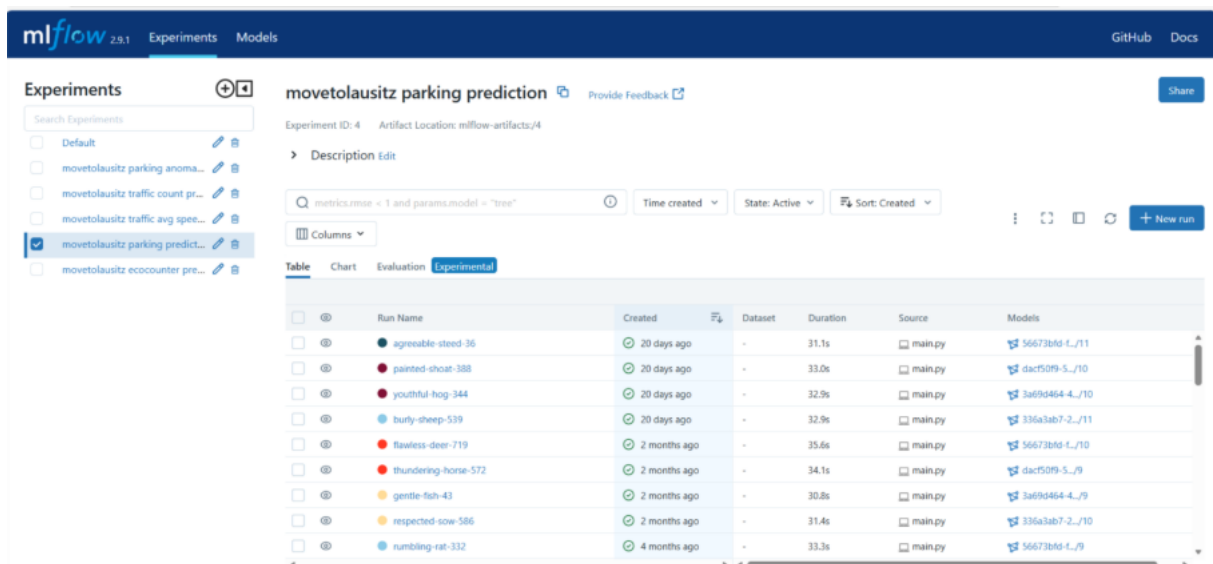 mlflow 2.9.1 Experiments Models GitHub Docs
Experiments
Search Experiments
Default
movetolausitz parking anoma...
movetolausitz traffic count pr...
movetolausitz traffic avg spee...
movetolausitz parking predict...
movetolausitz ecocounter pre...
movetolausitz parking prediction Provide Feedback Share
Experiment ID: 4 Artifact Location: mlflow-artifacts:/4
Description Edit
metrics.rmse < 1 and params.model = "tree" Time created State: Active Sort: Created
Columns
+ New run
Table Chart Evaluation Experimental
Run Name Created Dataset Duration Source Models
agreeable-steed-36 20 days ago - 31.1s main.py 56673bfd-f.../11
painted-shoat-388 20 days ago - 33.0s main.py dacf50f9-5.../10
youthful-hog-344 20 days ago - 32.9s main.py 3a69d464-4.../10
burly-sheep-539 20 days ago - 32.9s main.py 336a3ab7-2.../11
flawless-deer-719 2 months ago - 35.6s main.py 56673bfd-f.../10
thundering-horse-572 2 months ago - 34.1s main.py dacf50f9-5.../9
gentle-fish-43 2 months ago - 30.8s main.py 3a69d464-4.../9
respected-sow-586 2 months ago - 31.4s main.py 336a3ab7-2.../10
rumbling-rat-332 4 months ago - 33.3s main.py 56673bfd-f.../9